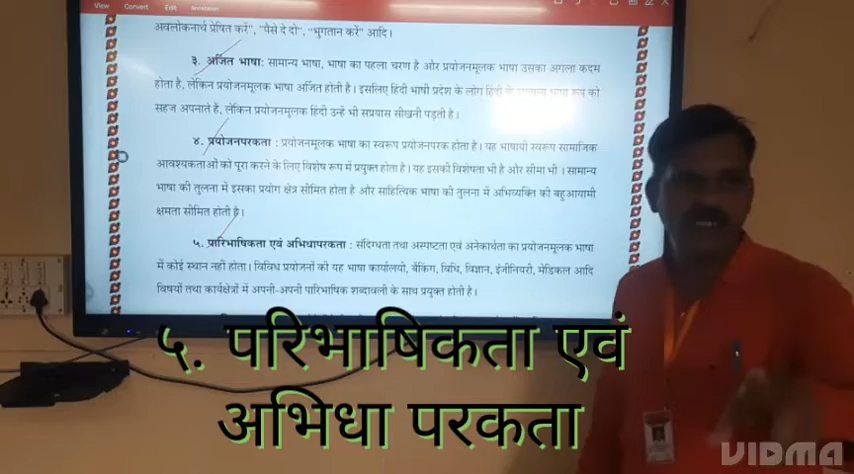 View Convert Edit
अवलोकनार्थ प्रेषित करें", "पैसे दे दो", "भुगतान करें" आदि।
३. अर्जित भाषा: सामान्य भाषा, भाषा का पहला चरण है और प्रयोजनमूलक भाषा उसका अगला कदम
होता है, लेकिन प्रयोजनमूलक भाषा अर्जित होती है। इसलिए हिंदी भाषी प्रदेश के लोग हिंदी के भाषा रूप को
सहज अपनाते हैं, लेकिन प्रयोजनमूलक हिंदी उन्हें भी सप्रयास सीखनी पड़ती है।
४. प्रयोजनपरकता : प्रयोजनमूलक भाषा का स्वरूप प्रयोजनपरक होता है। यह भाषायी स्वरूप सामाजिक
आवश्यकताओं को पूरा करने के लिए विशेष रूप में प्रयुक्त होता है। यह इसकी विशेषता भी है और सीमा भी । सामान्य
भाषा की तुलना में इसका प्रयोग क्षेत्र सीमित होता है और साहित्यिक भाषा की तुलना में अभिव्यक्ति की बहुआयामी
क्षमता सीमित होती है।
५. पारिभाषिकता एवं अभिधापरकता : संदिग्धता तथा अस्पष्टता एवं अनेकार्थता का प्रयोजनमूलक भाषा
में कोई स्थान नहीं होता। विविध प्रयोजनों की यह भाषा कार्यालयों, बैंकिंग, विधि, विज्ञान, इंजीनियरी, मेडिकल आदि
विषयों तथा कार्यक्षेत्रों में अपनी-अपनी पारिभाषिक शब्दावली के साथ प्रयुक्त होती है।
५. परिभाषिकता एवं
अभिधा परकता
VIDMA